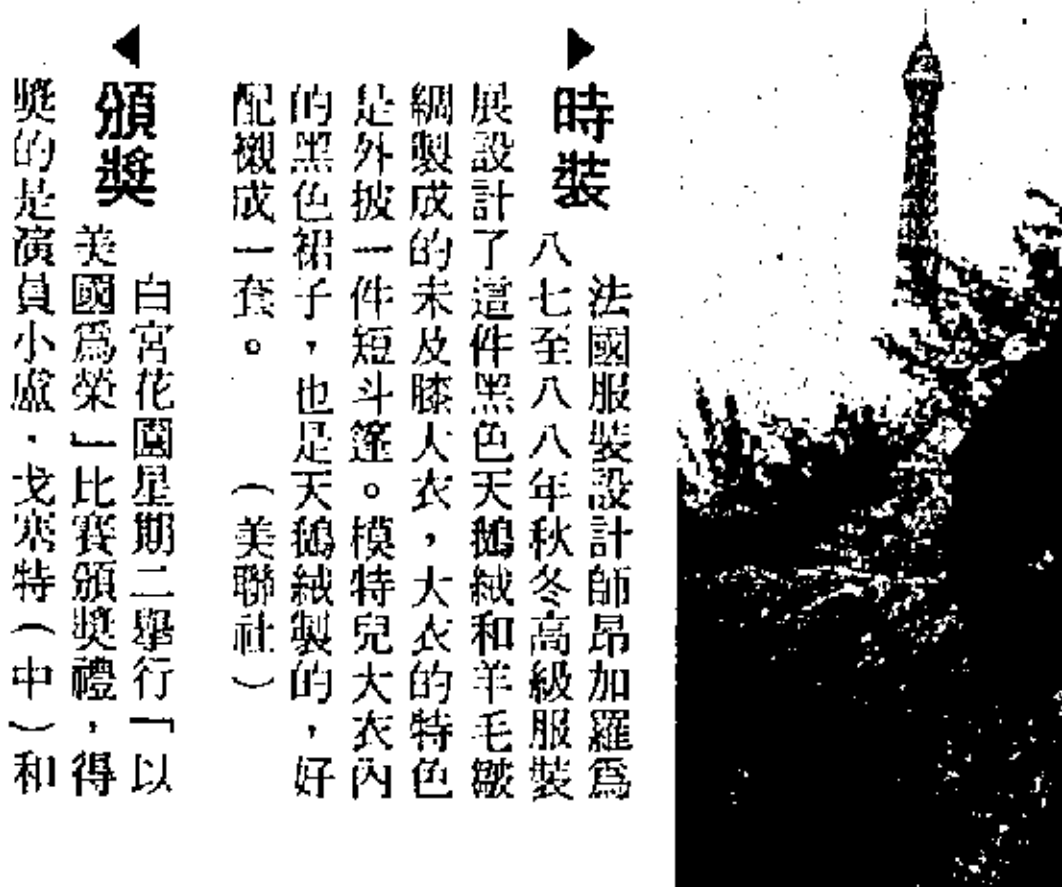 ▶時裝
法國服裝設計師昂加羅爲
八七至八八年秋冬高級服裝
展設計了這件黑色天鵝絨和羊毛皺
綢製成的未及膝大衣，大衣的特色
是外披一件短斗篷。模特兒大衣內
的黑色裙子，也是天鵝絨製的，好
配襯成一套。　（美聯社）
◀頒獎
白宮花園星期二舉行「以
美國爲榮」比賽頒獎禮，得
獎的是演員小盧．戈塞特（中）和